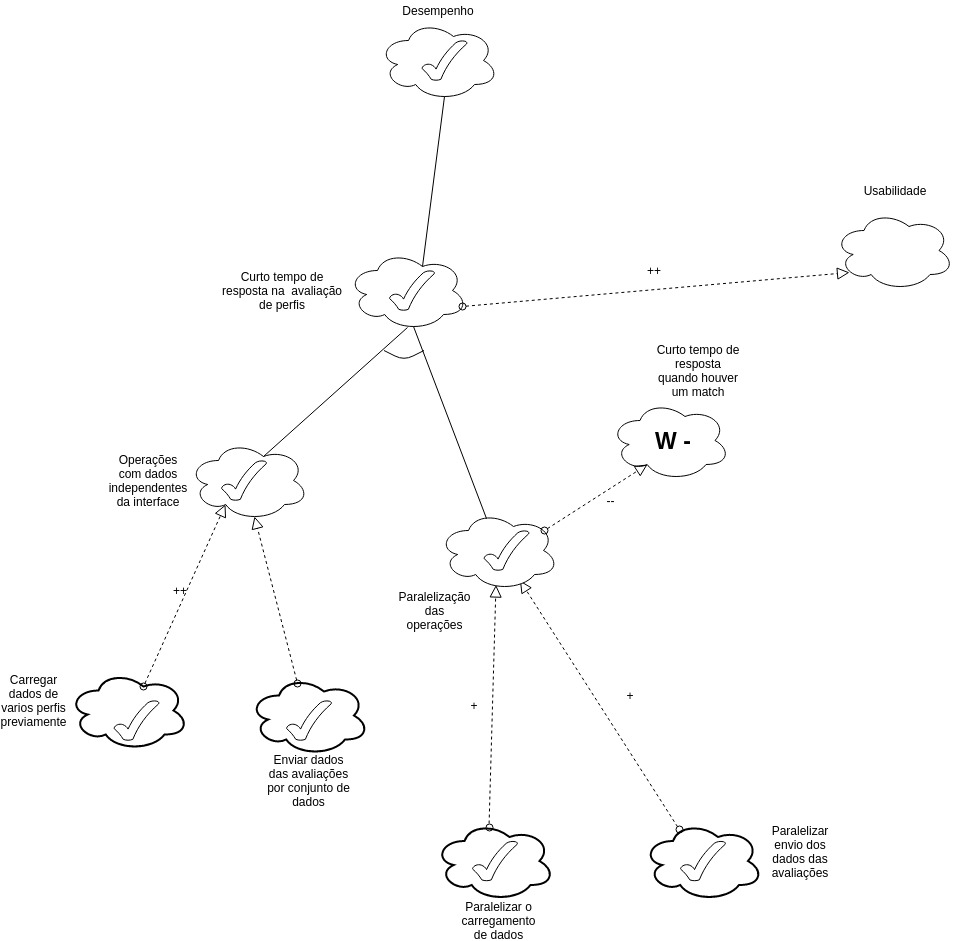 Desempenho
Usabilidade
++
Curto tempo de
resposta na  avaliação
de perfis
Curto tempo de
resposta
quando houver
um match
W -
--
Operações
com dados
independentes
da interface
++
Paralelização
das
operações
Carregar
dados de
varios perfis
previamente
+
+
Enviar dados
das avaliações
por conjunto de
dados
Paralelizar
envio dos
dados das
avaliações
Paralelizar o
carregamento
de dados